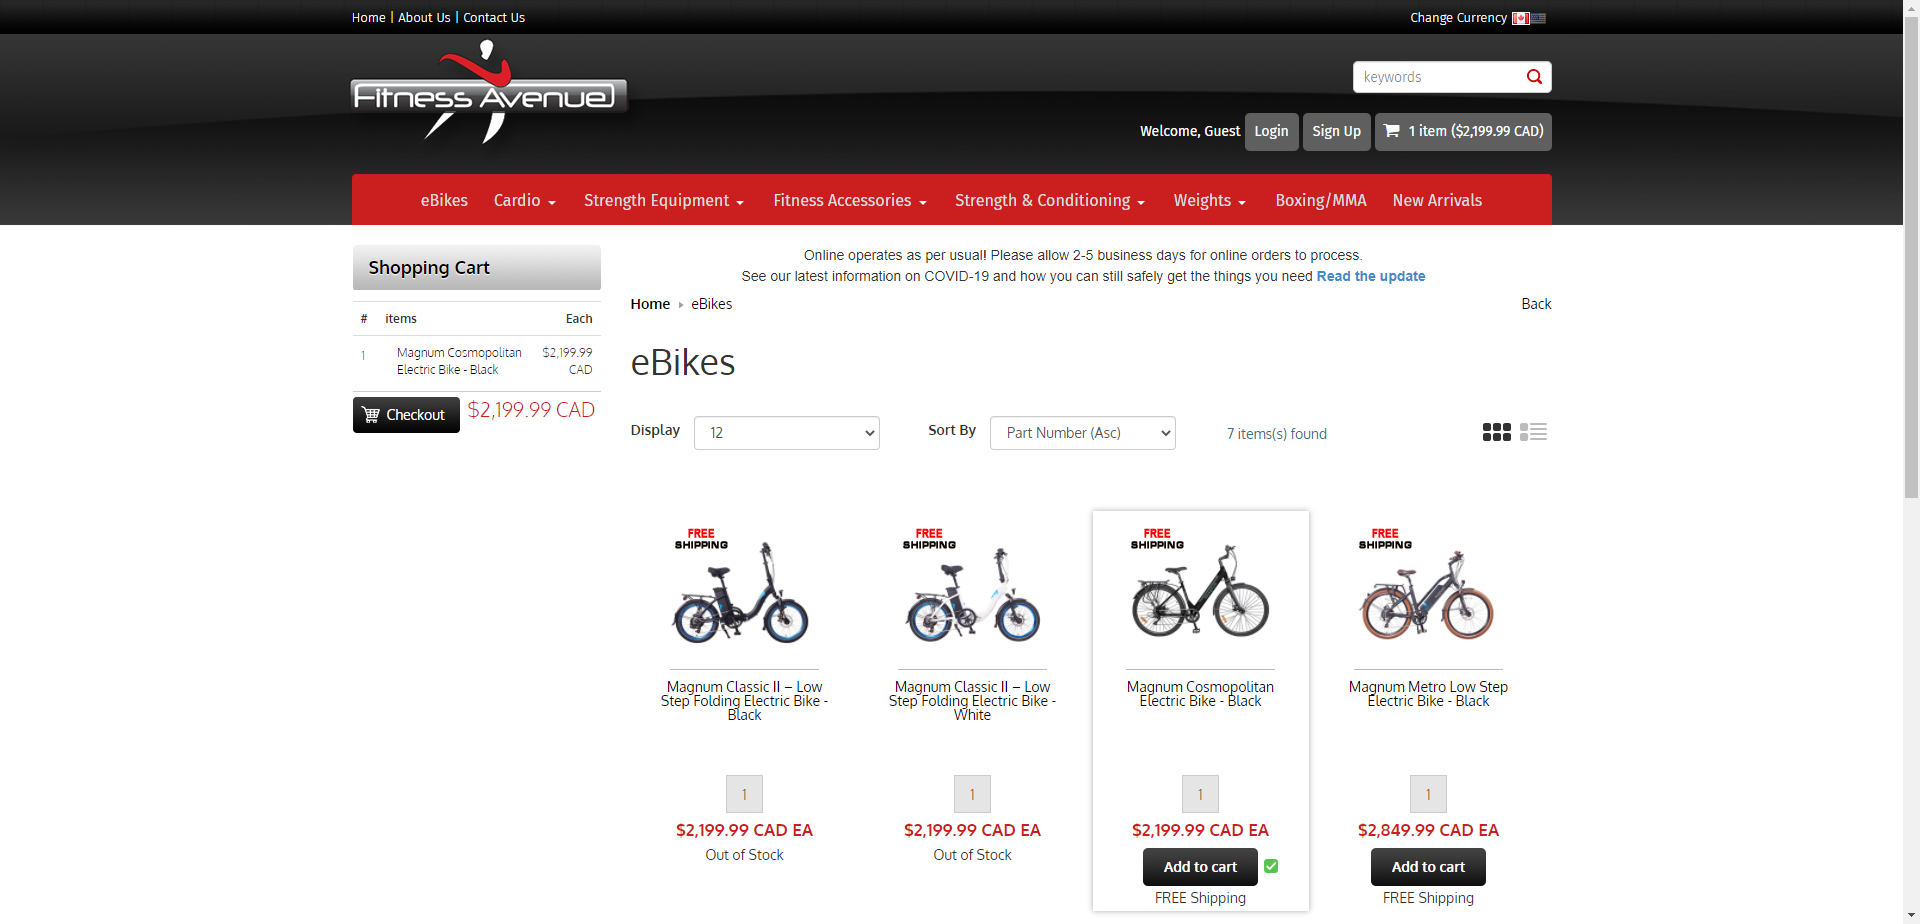 Home | About Us | Contact Us
Change Currency
Fitness Avenue
keywords
Welcome, Guest
Login
Sign Up
1 item ($2,199.99 CAD)
eBikes
Cardio
Strength Equipment
Fitness Accessories
Strength & Conditioning
Weights
Boxing/MMA
New Arrivals
Shopping Cart
# items Each
1 Magnum Cosmopolitan $2,199.99
Electric Bike - Black CAD
Checkout $2,199.99 CAD
Online operates as per usual! Please allow 2-5 business days for online orders to process.
See our latest information on COVID-19 and how you can still safely get the things you need Read the update
Home eBikes
Back
eBikes
Display 12
Sort By Part Number (Asc)
7 items(s) found
FREE
SHIPPING
Magnum Classic II – Low
Step Folding Electric Bike -
Black
1
$2,199.99 CAD EA
Out of Stock
FREE
SHIPPING
Magnum Classic II – Low
Step Folding Electric Bike -
White
1
$2,199.99 CAD EA
Out of Stock
FREE
SHIPPING
Magnum Cosmopolitan
Electric Bike - Black
1
$2,199.99 CAD EA
Add to cart
FREE Shipping
FREE
SHIPPING
Magnum Metro Low Step
Electric Bike - Black
1
$2,849.99 CAD EA
Add to cart
FREE Shipping